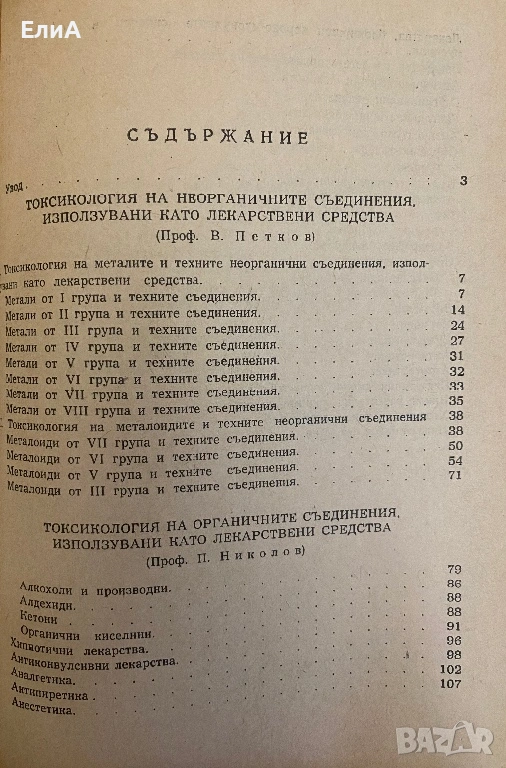 ЕлиА
СЪДЪРЖАНИЕ
Увод. 3
ТОКСИКОЛОГИЯ НА НЕОРГАНИЧНИТЕ СЪЕДИНЕНИЯ,
ИЗПОЛЗУВАНИ КАТО ЛЕКАРСТВЕНИ СРЕДСТВА
(Проф. В. Петков)
Токсикология на металите и техните неорганични съединения, изпол-
зувани като лекарствени средства. 7
Метали от I група и техните съединения. 7
Метали от II група и техните съединения. 14
Метали от III група и техните съединения. 24
Метали от IV група и техните съединения. 27
Метали от V група и техните съединения. 31
Метали от VI група и техните съединения. 32
Метали от VII група и техните съединения. 33
Метали от VIII група и техните съединения. 35
Токсикология на металоидите и техните неорганични съединения 38
Металоиди от VII група и техните съединения. 38
Металоиди от VI група и техните съединения. 50
Металоиди от V група и техните съединения. 54
Металоиди от III група и техните съединения. 71
ТОКСИКОЛОГИЯ НА ОРГАНИЧНИТЕ СЪЕДИНЕНИЯ,
ИЗПОЛЗУВАНИ КАТО ЛЕКАРСТВЕНИ СРЕДСТВА
(Проф. П. Николов)
Алкохоли и производни. 79
Алдехиди. 86
Кетони 88
Органични киселини. 88
Хипнотични лекарства. 91
Антиконвулсивни лекарства. 96
Аналгетика. 98
Антипиретика. 102
Анестетика. 107
BAZAR